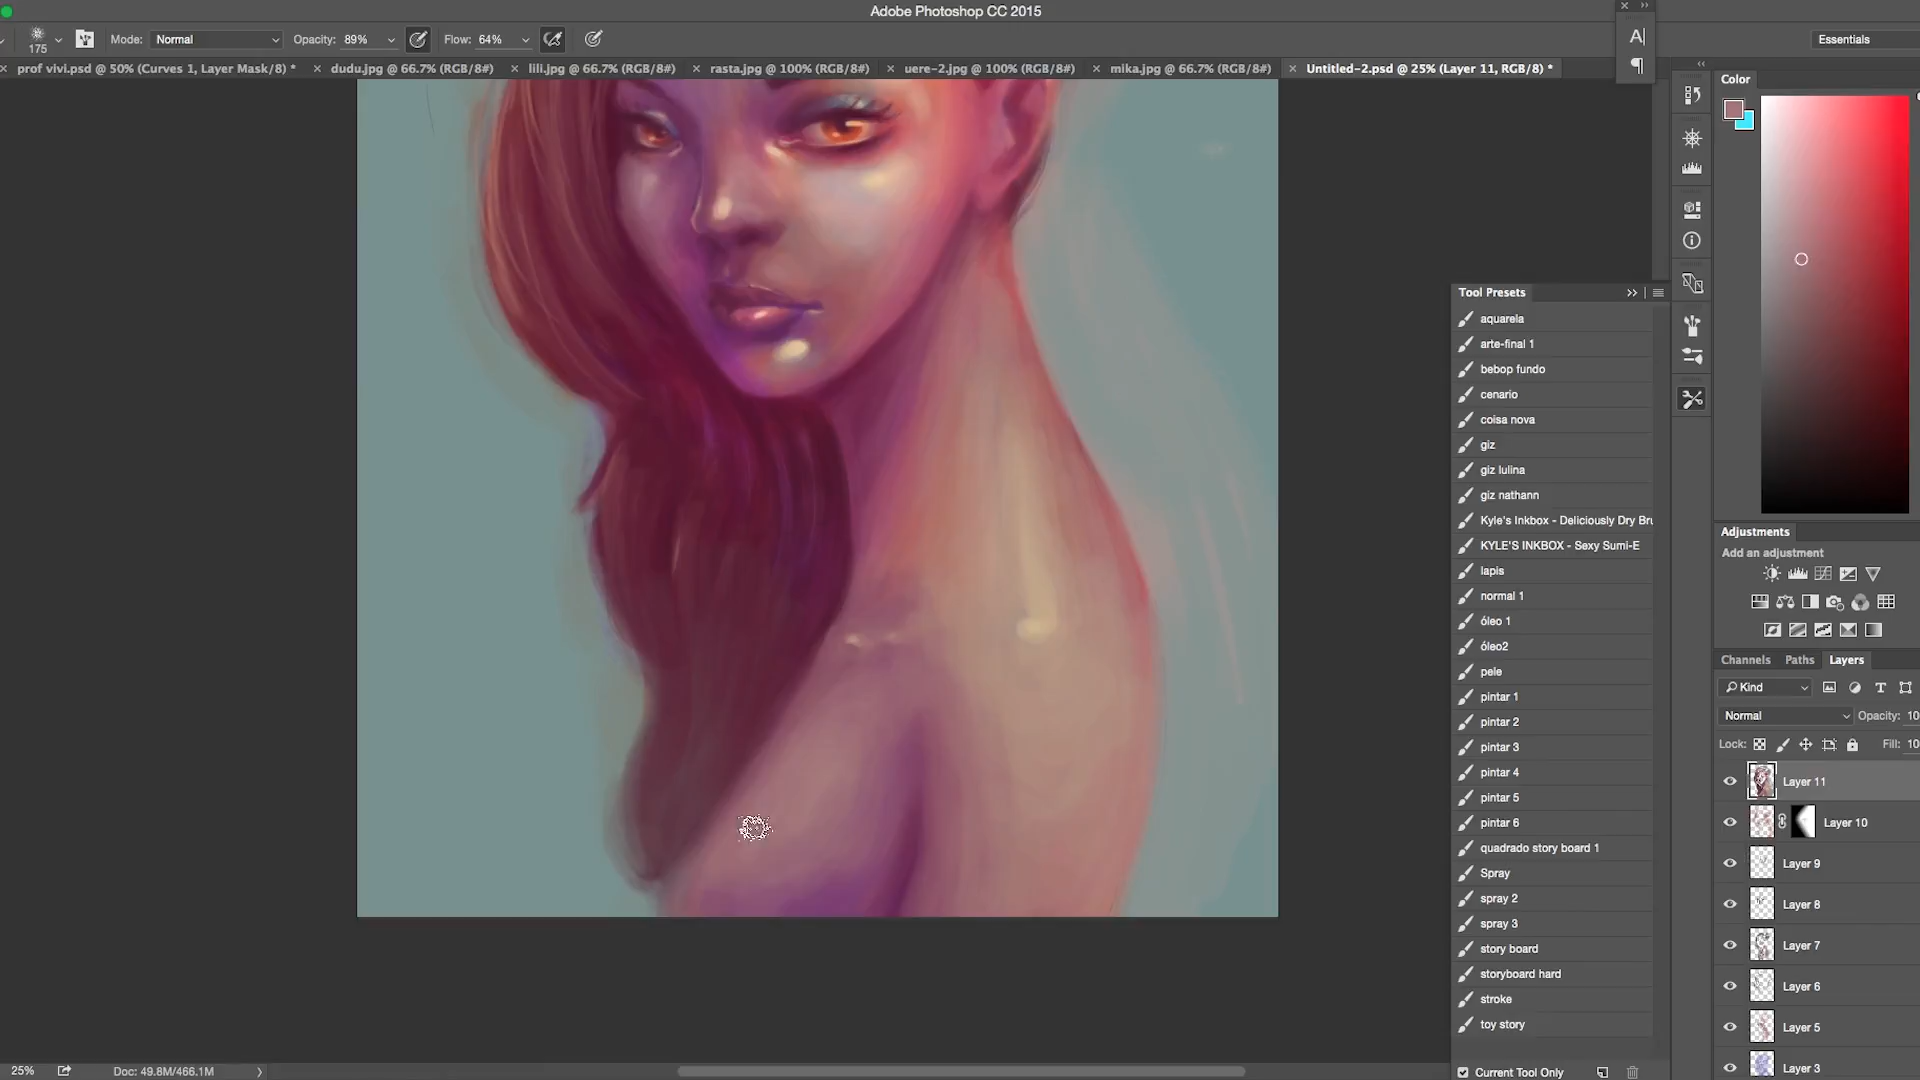 Adobe Photoshop CC 2015
175 Mode: Normal Opacity: 89% Flow: 64% Essentials
prof vivi.psd @ 50% (Curves 1, Layer Mask/8) * dudu.jpg @ 66.7% (RGB/8#) lili.jpg @ 66.7% (RGB/8#) rasta.jpg @ 100% (RGB/8#) uere-2.jpg @ 100% (RGB/8#) mika.jpg @ 66.7% (RGB/8#) Untitled-2.psd @ 25% (Layer 11, RGB/8) *
Color
Tool Presets
aquarela
arte-final 1
bebop fundo
cenario
coisa nova
giz
giz lulina
giz nathann
Kyle's Inkbox - Deliciously Dry Bru
KYLE'S INKBOX - Sexy Sumi-E
lapis
normal 1
óleo 1
óleo2
pele
pintar 1
pintar 2
pintar 3
pintar 4
pintar 5
pintar 6
quadrado story board 1
Spray
spray 2
spray 3
story board
storyboard hard
stroke
toy story
Current Tool Only
Adjustments
Add an adjustment
Channels Paths Layers
Kind
Normal Opacity: 10
Lock: Fill: 10
Layer 11
Layer 10
Layer 9
Layer 8
Layer 7
Layer 6
Layer 5
Layer 3
25% Doc: 49.8M/466.1M